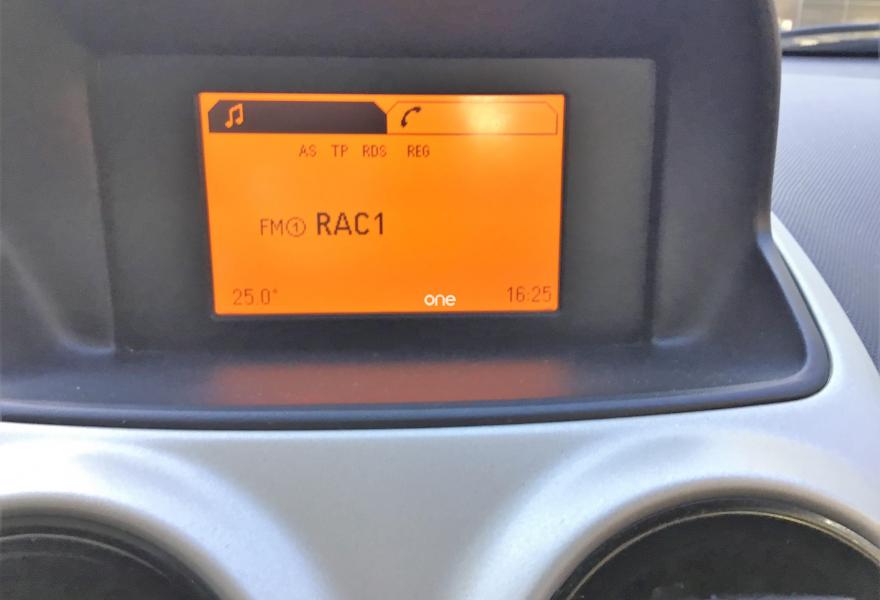 AS TP RDS REG
FM① RAC1
25.0° one 16:25